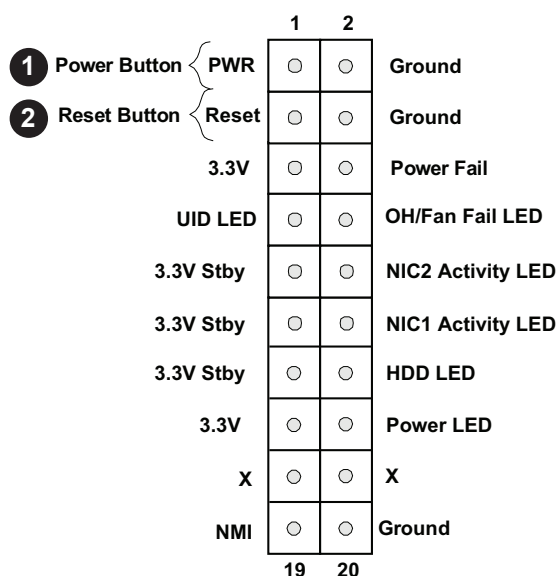 1 2
1 Power Button PWR Ground
2 Reset Button Reset Ground
3.3V Power Fail
UID LED OH/Fan Fail LED
3.3V Stby NIC2 Activity LED
3.3V Stby NIC1 Activity LED
3.3V Stby HDD LED
3.3V Power LED
X X
NMI Ground
19 20